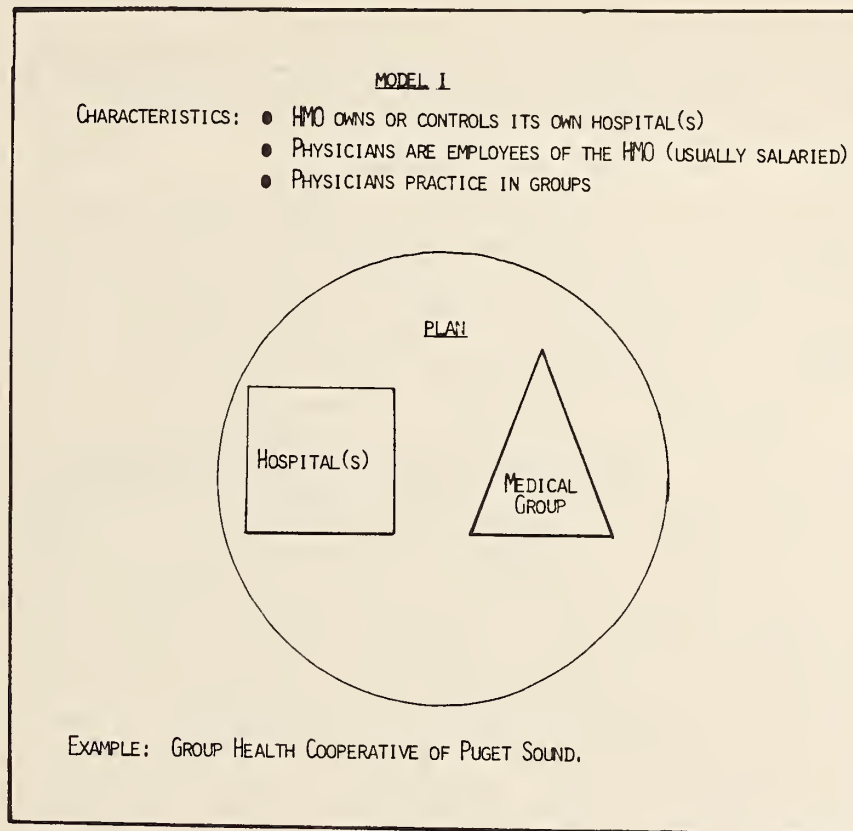 MODEL I
CHARACTERISTICS: ● HMO OWNS OR CONTROLS ITS OWN HOSPITAL(S)
● PHYSICIANS ARE EMPLOYEES OF THE HMO (USUALLY SALARIED)
● PHYSICIANS PRACTICE IN GROUPS
PLAN
HOSPITAL(S)
MEDICAL
GROUP
EXAMPLE: GROUP HEALTH COOPERATIVE OF PUGET SOUND.